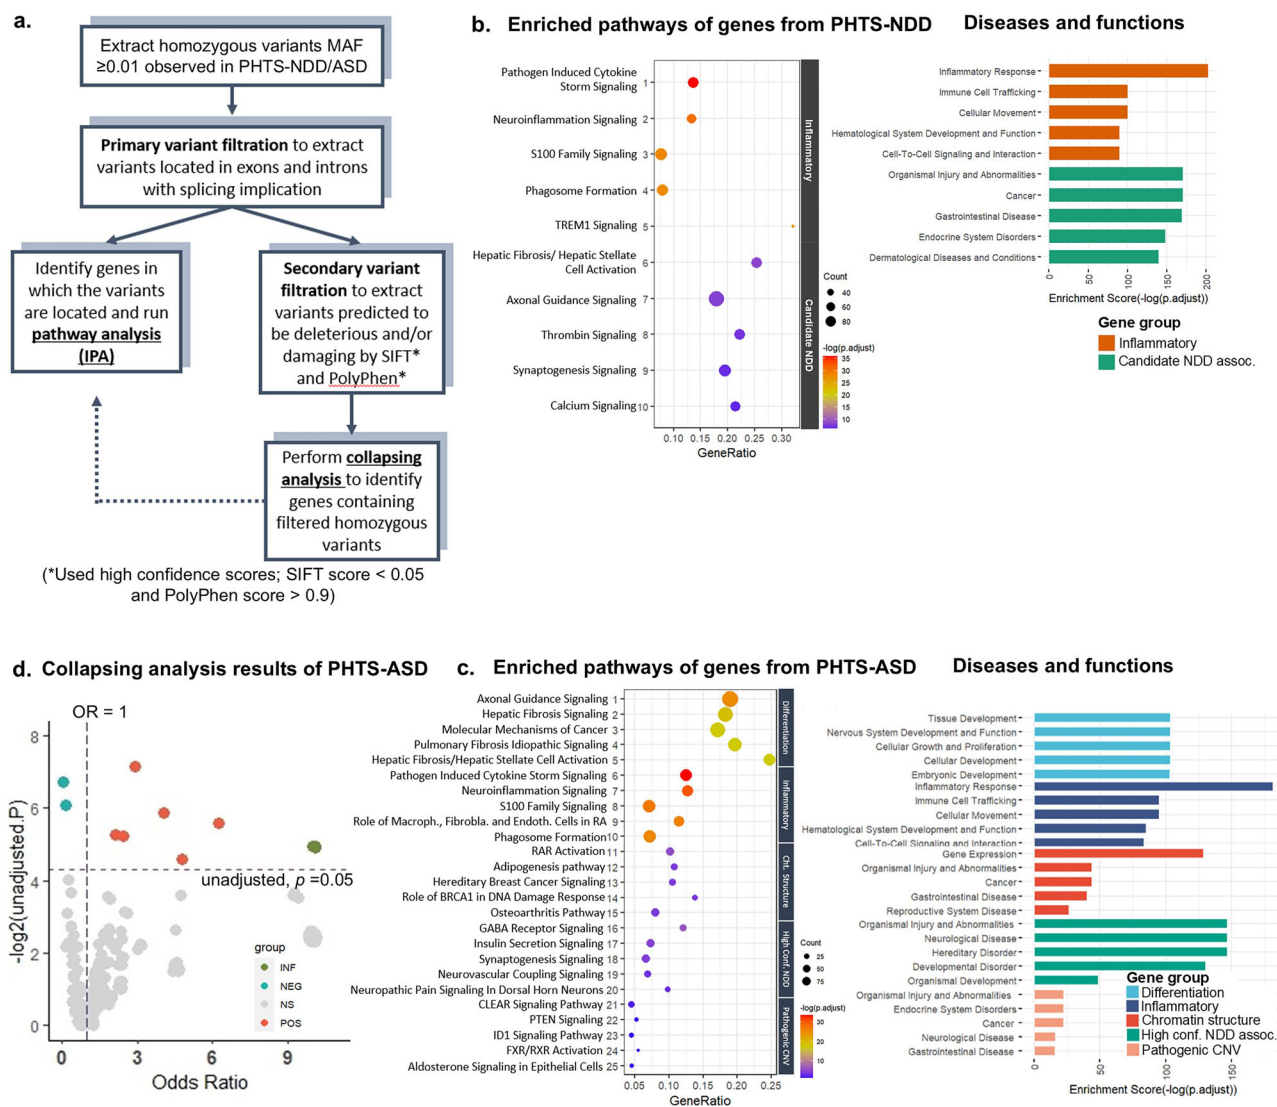 a.
Extract homozygous variants MAF
≥0.01 observed in PHTS-NDD/ASD
Primary variant filtration to extract
variants located in exons and introns
with splicing implication
Identify genes in
which the variants
are located and run
pathway analysis
(IPA)
Secondary variant
filtration to extract
variants predicted to
be deleterious and/or
damaging by SIFT*
and PolyPhen*
Perform collapsing
analysis to identify
genes containing
filtered homozygous
variants
(*Used high confidence scores; SIFT score < 0.05
and PolyPhen score > 0.9)
b. Enriched pathways of genes from PHTS-NDD
Pathogen Induced Cytokine
Storm Signaling 1
Neuroinflammation Signaling 2
S100 Family Signaling 3
Phagosome Formation 4
TREM1 Signaling 5
Hepatic Fibrosis/ Hepatic Stellate
Cell Activation 6
Axonal Guidance Signaling 7
Thrombin Signaling 8
Synaptogenesis Signaling 9
Calcium Signaling 10
Inflammatory
Candidate NDD
0.10 0.15 0.20 0.25 0.30
GeneRatio
Count
40
60
80
-log(p.adjust)
35
30
25
20
15
10
Diseases and functions
Inflammatory Response
Immune Cell Trafficking
Cellular Movement
Hematological System Development and Function
Cell-To-Cell Signaling and Interaction
Organismal Injury and Abnormalities
Cancer
Gastrointestinal Disease
Endocrine System Disorders
Dermatological Diseases and Conditions
0 50 100 150 200
Enrichment Score(-log(p.adjust))
Gene group
Inflammatory
Candidate NDD assoc.
d. Collapsing analysis results of PHTS-ASD
OR = 1
8
6
4
2
0
-log2(unadjusted.P)
unadjusted, p =0.05
group
INF
NEG
NS
POS
0 3 6 9
Odds Ratio
c. Enriched pathways of genes from PHTS-ASD
Axonal Guidance Signaling 1
Hepatic Fibrosis Signaling 2
Molecular Mechanisms of Cancer 3
Pulmonary Fibrosis Idiopathic Signaling 4
Hepatic Fibrosis/Hepatic Stellate Cell Activation 5
Pathogen Induced Cytokine Storm Signaling 6
Neuroinflammation Signaling 7
S100 Family Signaling 8
Role of Macroph., Fibrobla. and Endoth. Cells in RA 9
Phagosome Formation 10
RAR Activation 11
Adipogenesis pathway 12
Hereditary Breast Cancer Signaling 13
Role of BRCA1 in DNA Damage Response 14
Osteoarthritis Pathway 15
GABA Receptor Signaling 16
Insulin Secretion Signaling 17
Synaptogenesis Signaling 18
Neurovascular Coupling Signaling 19
Neuropathic Pain Signaling In Dorsal Horn Neurons 20
CLEAR Signaling Pathway 21
PTEN Signaling 22
ID1 Signaling Pathway 23
FXR/RXR Activation 24
Aldosterone Signaling in Epithelial Cells 25
Differentiation
Inflammatory
Cht. Structure
High Conf. NDD
Pathogenic CNV
0.05 0.10 0.15 0.20 0.25
GeneRatio
Count
25
50
75
-log(p.adjust)
30
20
10
Diseases and functions
Tissue Development
Nervous System Development and Function
Cellular Growth and Proliferation
Cellular Development
Embryonic Development
Inflammatory Response
Immune Cell Trafficking
Cellular Movement
Hematological System Development and Function
Cell-To-Cell Signaling and Interaction
Gene Expression
Organismal Injury and Abnormalities
Cancer
Gastrointestinal Disease
Reproductive System Disease
Organismal Injury and Abnormalities
Neurological Disease
Hereditary Disorder
Developmental Disorder
Organismal Development
Organismal Injury and Abnormalities
Endocrine System Disorders
Cancer
Neurological Disease
Gastrointestinal Disease
0 50 100 150
Enrichment Score(-log(p.adjust))
Gene group
Differentiation
Inflammatory
Chromatin structure
High conf. NDD assoc.
Pathogenic CNV